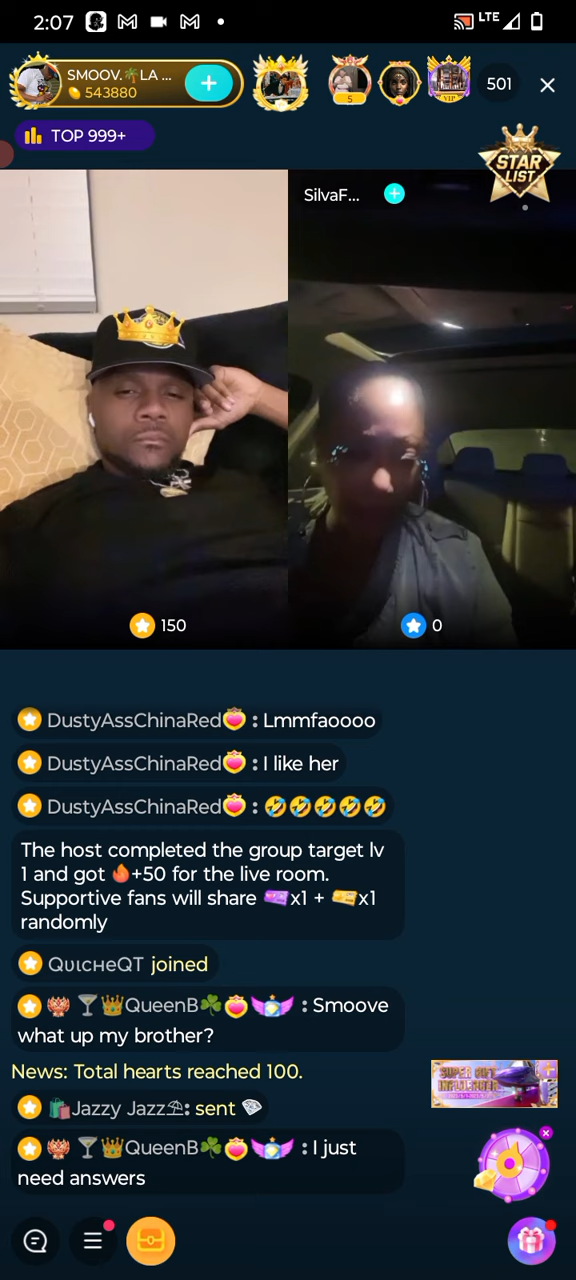 2:07
LTE
SMOOV.🌴LA ...
543880
5
VIP
501
TOP 999+
STAR
LIST
SilvaF...
150
0
DustyAssChinaRed : Lmmfaoooo
DustyAssChinaRed : I like her
DustyAssChinaRed : 🤣🤣🤣🤣🤣
The host completed the group target lv
1 and got 🔥+50 for the live room.
Supportive fans will share x1 + x1
randomly
QυιcнeQT joined
🍸👑QueenB☘️ : Smoove
what up my brother?
News: Total hearts reached 100.
🛍️Jazzy Jazz⛱: sent
🍸👑QueenB☘️ : I just
need answers